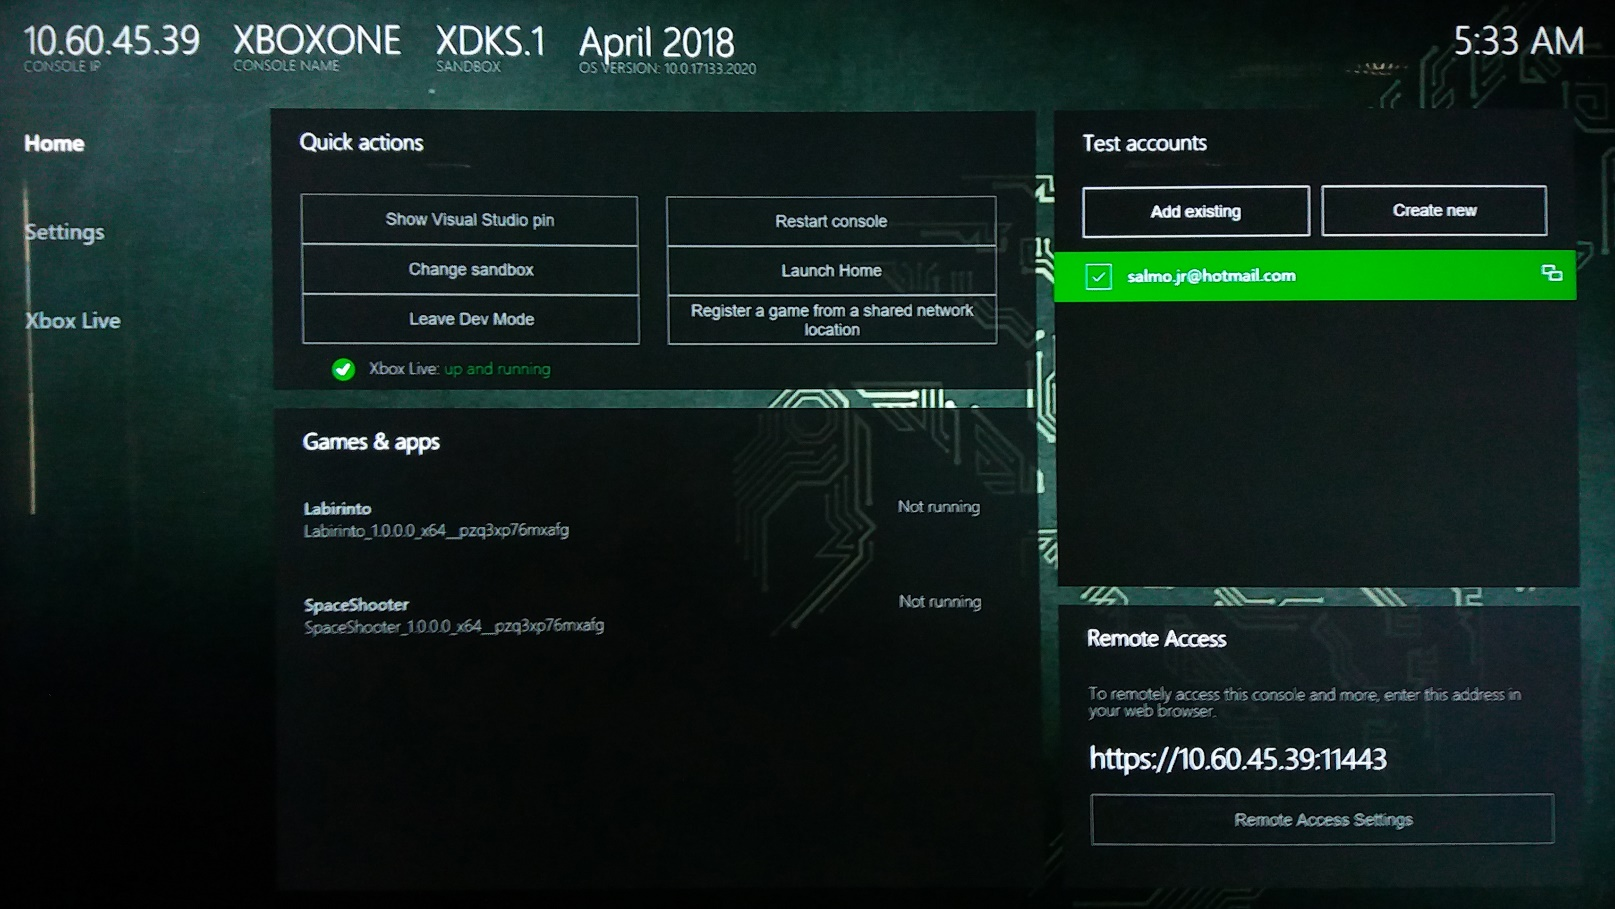 10.60.45.39 XBOXONE XDKS.1 April 2018 5:33 AM
CONSOLE IP CONSOLE NAME SANDBOX OS VERSION: 10.0.17133.2020
Home
Settings
Xbox Live
Quick actions
Show Visual Studio pin
Change sandbox
Leave Dev Mode
Restart console
Launch Home
Register a game from a shared network
location
Xbox Live: up and running
Games & apps
Labirinto Not running
Labirinto_1.0.0.0_x64__pzq3xp76mxafg
SpaceShooter Not running
SpaceShooter_1.0.0.0_x64__pzq3xp76mxafg
Test accounts
Add existing Create new
salmo.jr@hotmail.com
Remote Access
To remotely access this console and more, enter this address in
your web browser.
https://10.60.45.39:11443
Remote Access Settings